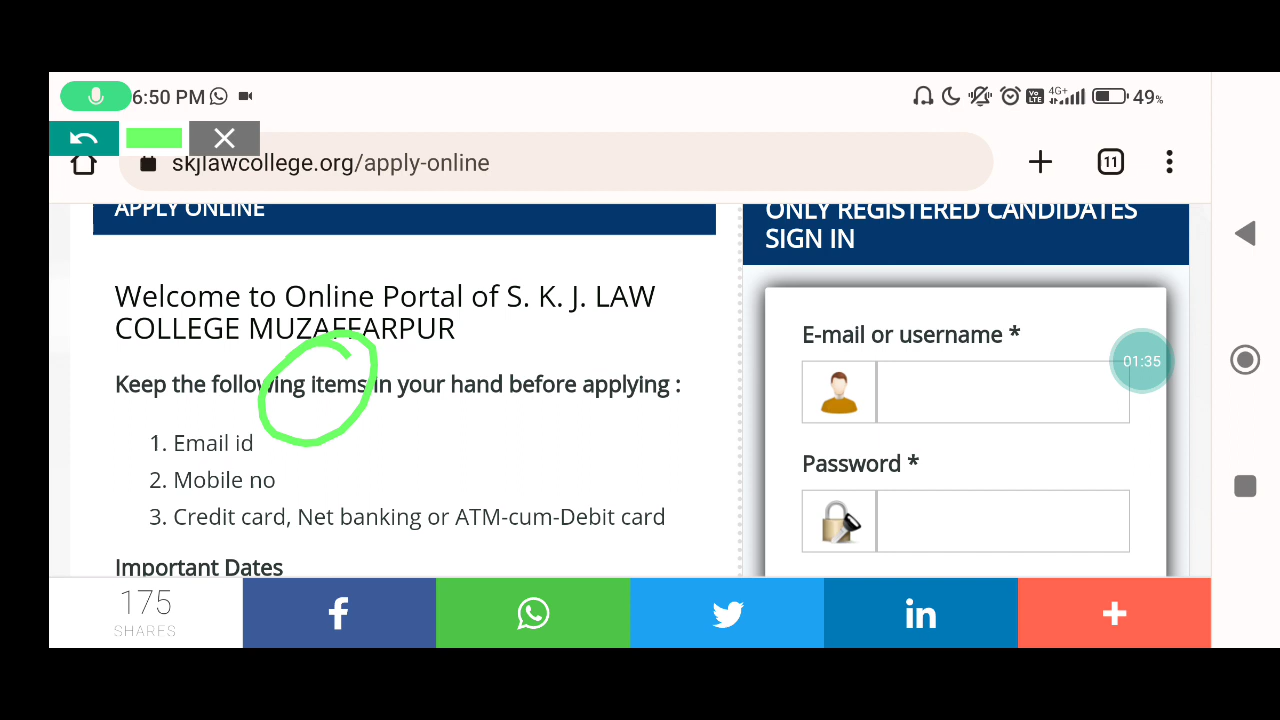 6:50 PM
Vo LTE 4G+ 49%
skjlawcollege.org/apply-online
11
APPLY ONLINE
Welcome to Online Portal of S. K. J. LAW
COLLEGE MUZAFFARPUR
Keep the following items in your hand before applying :
1. Email id
2. Mobile no
3. Credit card, Net banking or ATM-cum-Debit card
Important Dates
ONLY REGISTERED CANDIDATES
SIGN IN
E-mail or username *
01:35
Password *
175
SHARES